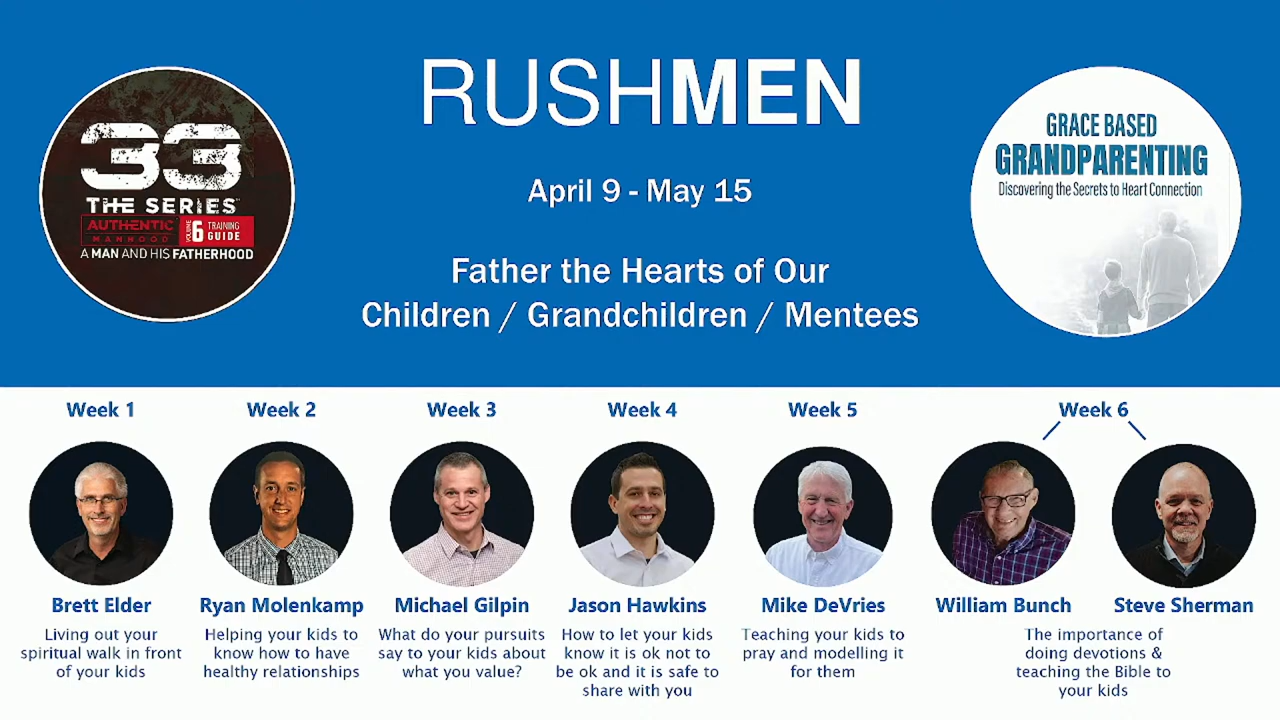 RUSHMEN
33
THE SERIES
AUTHENTIC
MANHOOD
VOLUME
6
TRAINING
GUIDE
A MAN AND HIS FATHERHOOD
April 9 - May 15
Father the Hearts of Our
Children / Grandchildren / Mentees
GRACE BASED
GRANDPARENTING
Discovering the Secrets to Heart Connection
Week 1
Week 2
Week 3
Week 4
Week 5
Week 6
Brett Elder
Living out your
spiritual walk in front
of your kids
Ryan Molenkamp
Helping your kids to
know how to have
healthy relationships
Michael Gilpin
What do your pursuits
say to your kids about
what you value?
Jason Hawkins
How to let your kids
know it is ok not to
be ok and it is safe to
share with you
Mike DeVries
Teaching your kids to
pray and modelling it
for them
William Bunch
Steve Sherman
The importance of
doing devotions &
teaching the Bible to
your kids